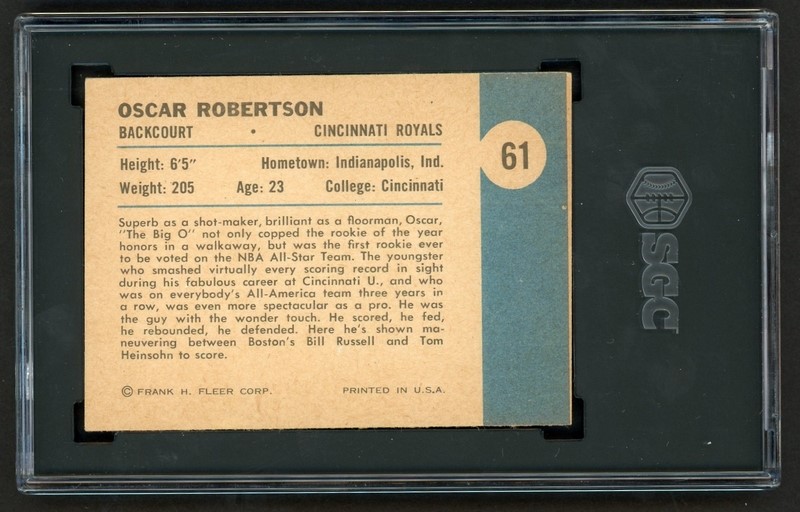 OSCAR ROBERTSON
BACKCOURT • CINCINNATI ROYALS
61
Height: 6'5" Hometown: Indianapolis, Ind.
Weight: 205 Age: 23 College: Cincinnati
Superb as a shot-maker, brilliant as a floorman, Oscar,
"The Big O" not only copped the rookie of the year
honors in a walkaway, but was the first rookie ever
to be voted on the NBA All-Star Team. The youngster
who smashed virtually every scoring record in sight
during his fabulous career at Cincinnati U., and who
was on everybody's All-America team three years in
a row, was even more spectacular as a pro. He was
the guy with the wonder touch. He scored, he fed,
he rebounded, he defended. Here he's shown ma-
neuvering between Boston's Bill Russell and Tom
Heinsohn to score.
© FRANK H. FLEER CORP. PRINTED IN U.S.A.
SGC